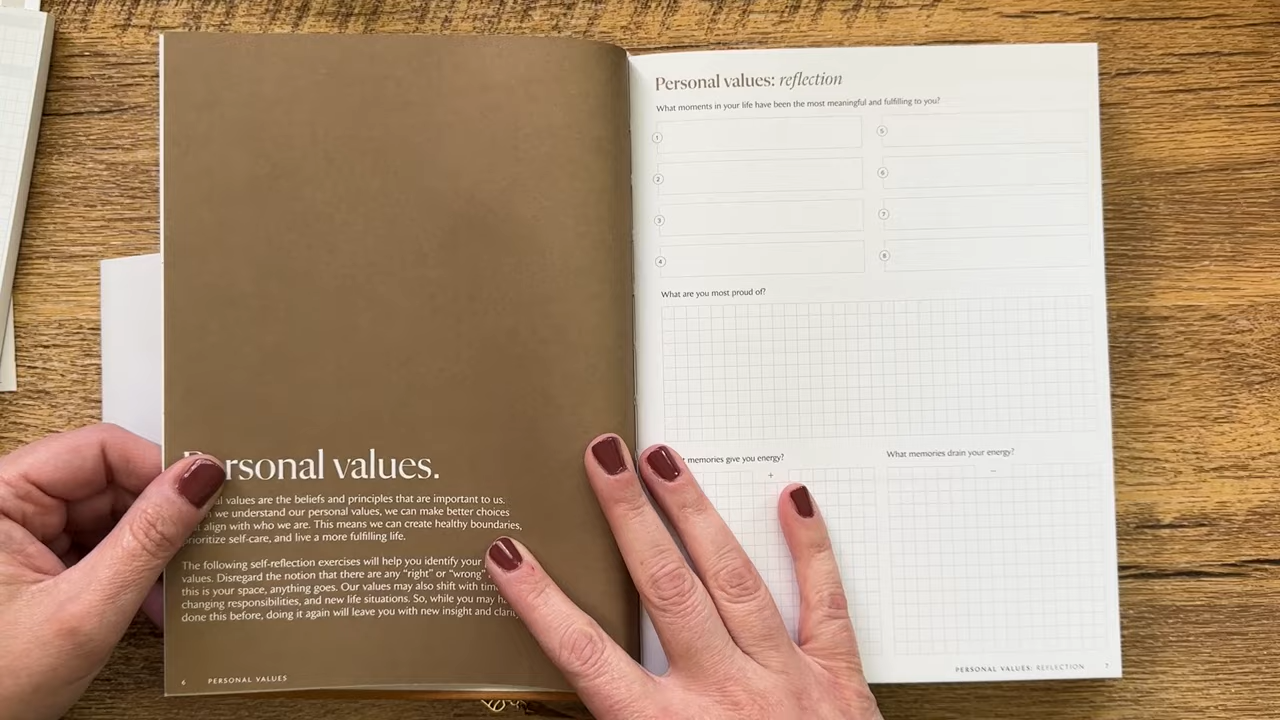 rsonal values.
values are the beliefs and principles that are important to us.
we understand our personal values, we can make better choices
align with who we are. This means we can create healthy boundaries,
prioritize self-care, and live a more fulfilling life.
The following self-reflection exercises will help you identify your
values. Disregard the notion that there are any “right” or “wrong”
this is your space, anything goes. Our values may also shift with
changing responsibilities, and new life situations. So, while you may
done this before, doing it again will leave you with new insight and
6 PERSONAL VALUES
Personal values: reflection
What moments in your life have been the most meaningful and fulfilling to you?
1
2
3
4
5
6
7
8
What are you most proud of?
memories give you energy?
+
What memories drain your energy?
–
PERSONAL VALUES: REFLECTION 7